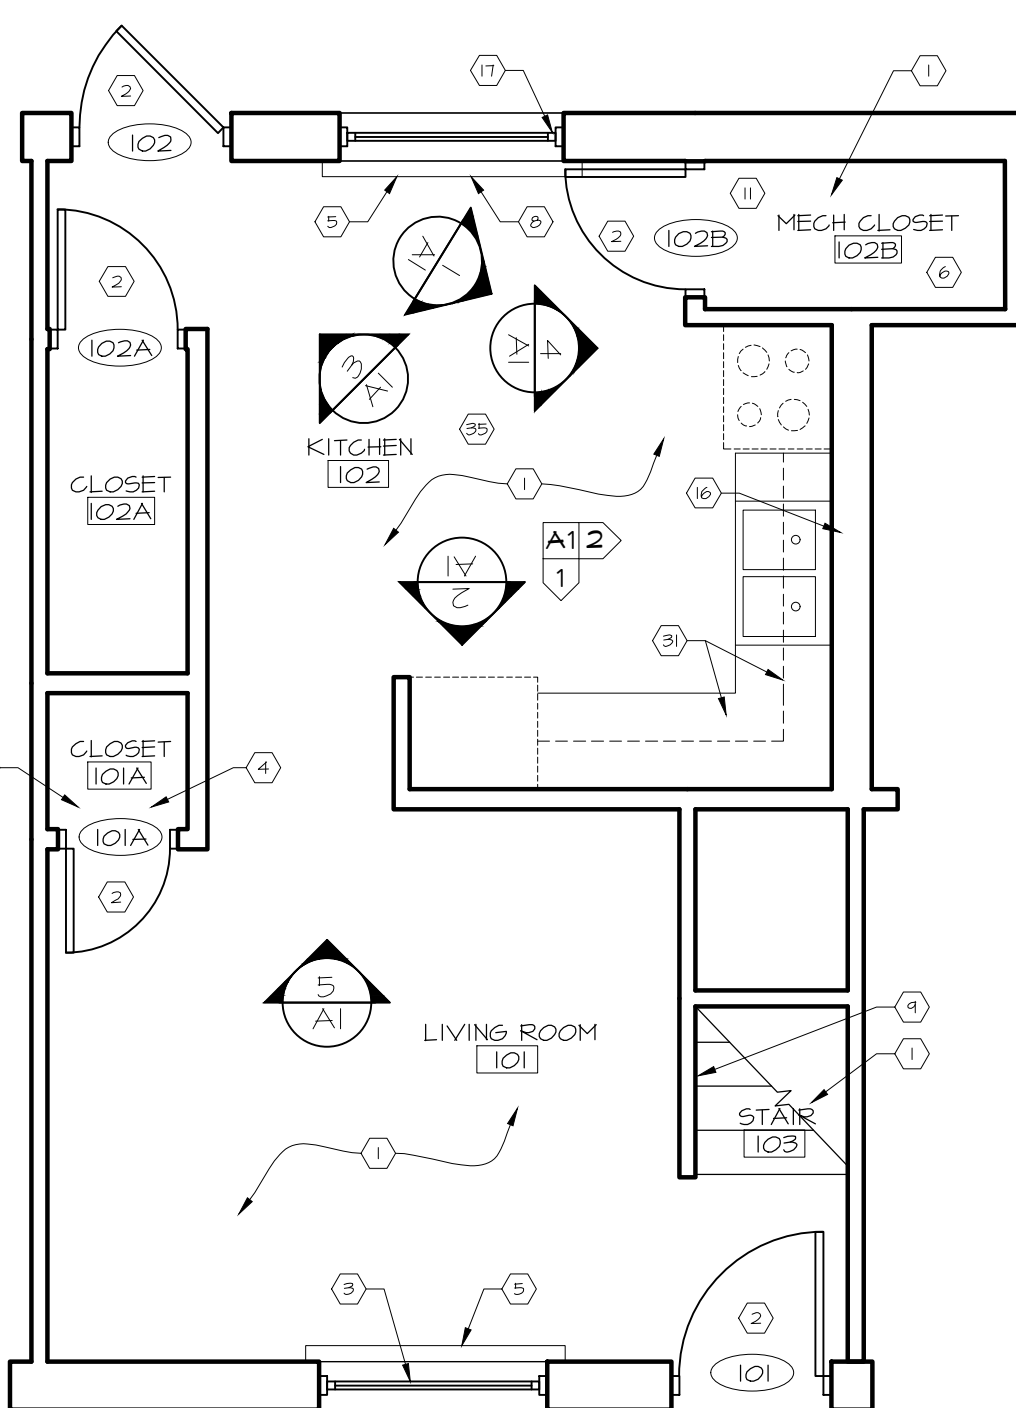 17
1
2
102
11
5
8
2
102B
MECH CLOSET
102B
1
A1
6
2
4
A1
102A
3
A1
35
KITCHEN
102
CLOSET
102A
1
16
A1 2
1
A1
2
31
CLOSET
101A
4
101A
2
5
A1
9
LIVING ROOM
101
1
STAIR
103
1
3
5
2
101